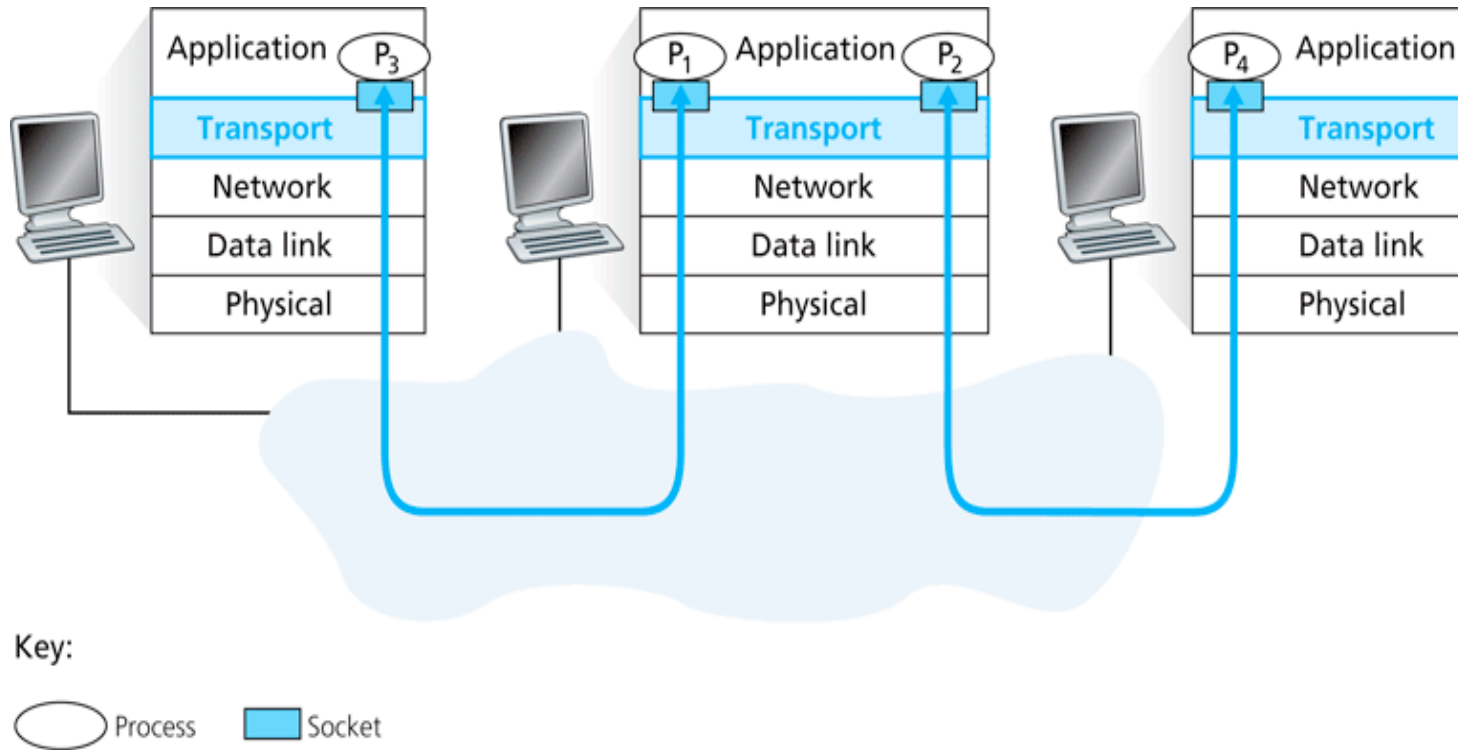 Application P3
Transport
Network
Data link
Physical
P1 Application P2
Transport
Network
Data link
Physical
P4 Application
Transport
Network
Data link
Physical
Key:
Process Socket